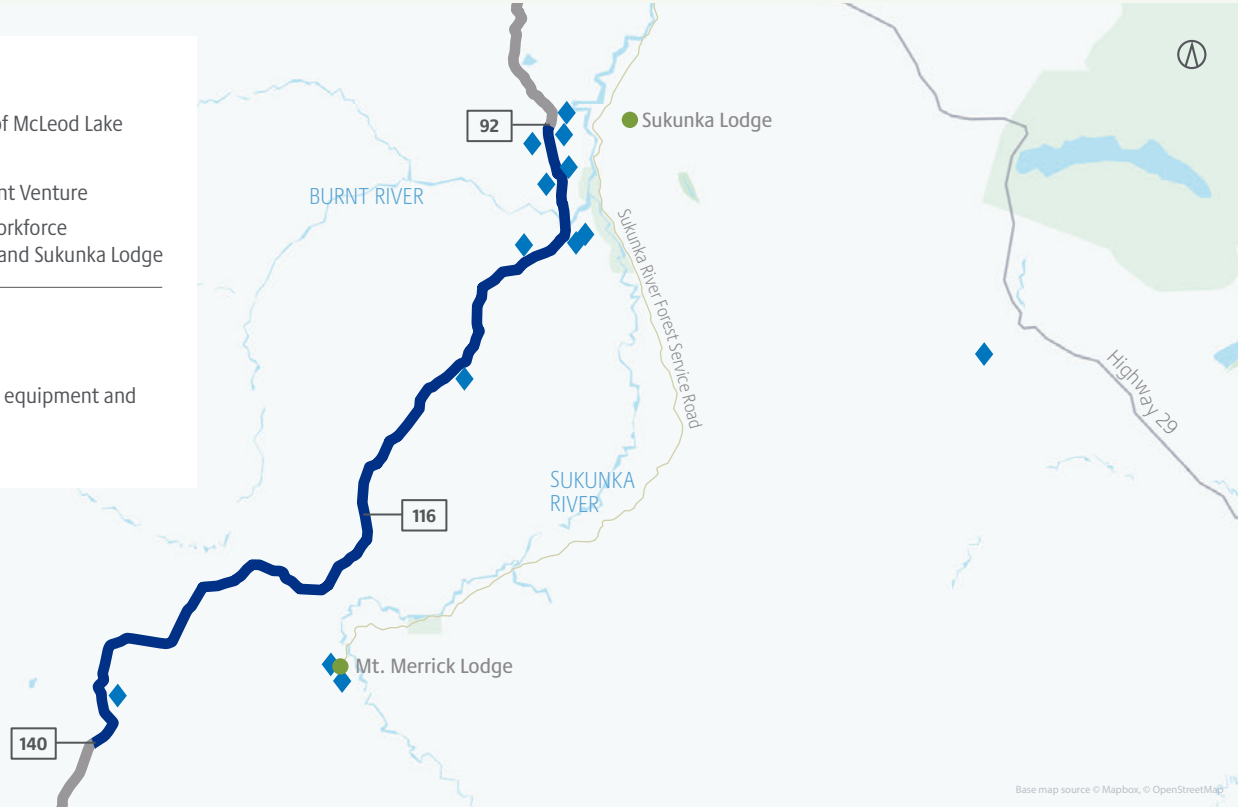 of McLeod Lake
nt Venture
orkforce
and Sukunka Lodge
equipment and
92
Sukunka Lodge
BURNT RIVER
Sukunka River Forest Service Road
Highway 29
SUKUNKA
RIVER
116
Mt. Merrick Lodge
140
Base map source © Mapbox, © OpenStreetMap